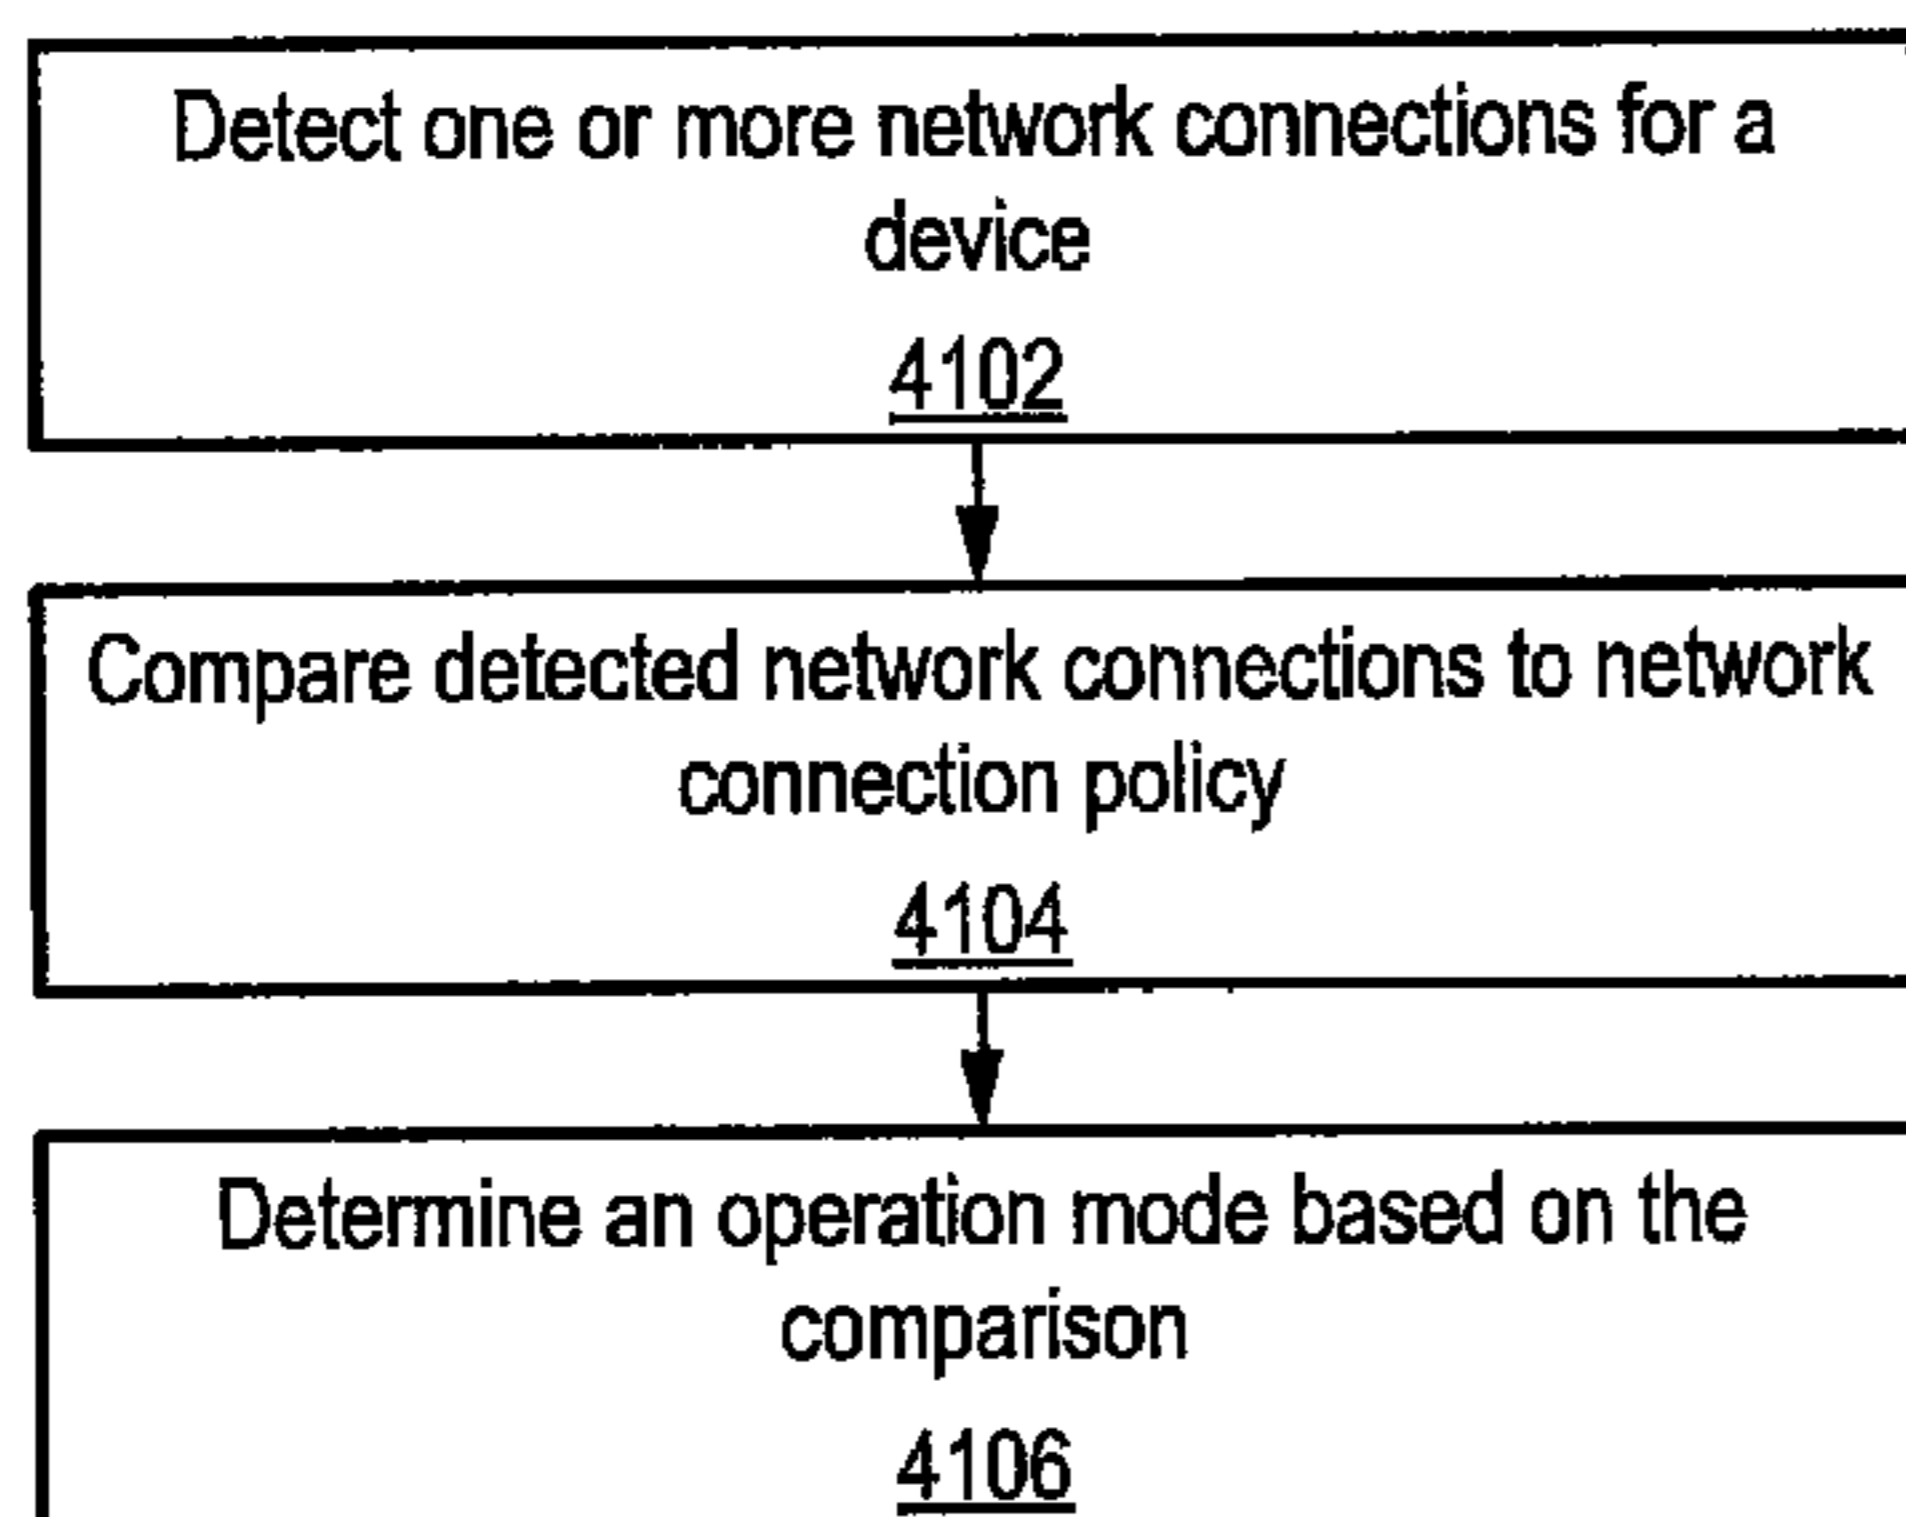 Detect one or more network connections for a
device
4102
Compare detected network connections to network
connection policy
4104
Determine an operation mode based on the
comparison
4106